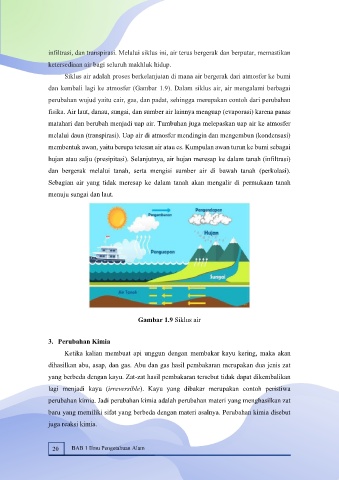 infiltrasi, dan transpirasi. Melalui siklus ini, air terus bergerak dan berputar, memastikan
ketersediaan air bagi seluruh makhluk hidup.
Siklus air adalah proses berkelanjutan di mana air bergerak dari atmosfer ke bumi
dan kembali lagi ke atmosfer (Gambar 1.9). Dalam siklus air, air mengalami berbagai
perubahan wujud yaitu cair, gas, dan padat, sehingga merupakan contoh dari perubahan
fisika. Air laut, danau, sungai, dan sumber air lainnya menguap (evaporasi) karena panas
matahari dan berubah menjadi uap air. Tumbuhan juga melepaskan uap air ke atmosfer
melalui daun (transpirasi). Uap air di atmosfer mendingin dan mengembun (kondensasi)
membentuk awan, yaitu berupa tetesan air atau es. Kumpulan awan turun ke bumi sebagai
hujan atau salju (presipitasi). Selanjutnya, air hujan meresap ke dalam tanah (infiltrasi)
dan bergerak melalui tanah, serta mengisi sumber air di bawah tanah (perkolasi).
Sebagian air yang tidak meresap ke dalam tanah akan mengalir di permukaan tanah
menuju sungai dan laut.
Pengembunan
Pengendapan
Hujan
Penguapan
Sungai
Air Tanah
Gambar 1.9 Siklus air
3. Perubahan Kimia
Ketika kalian membuat api unggun dengan membakar kayu kering, maka akan
dihasilkan abu, asap, dan gas. Abu dan gas hasil pembakaran merupakan dua jenis zat
yang berbeda dengan kayu. Zat-zat hasil pembakaran tersebut tidak dapat dikembalikan
lagi menjadi kayu (irreversible). Kayu yang dibakar merupakan contoh peristiwa
perubahan kimia. Jadi perubahan kimia adalah perubahan materi yang menghasilkan zat
baru yang memiliki sifat yang berbeda dengan materi asalnya. Perubahan kimia disebut
juga reaksi kimia.
20 BAB 1 Ilmu Pengetahuan Alam